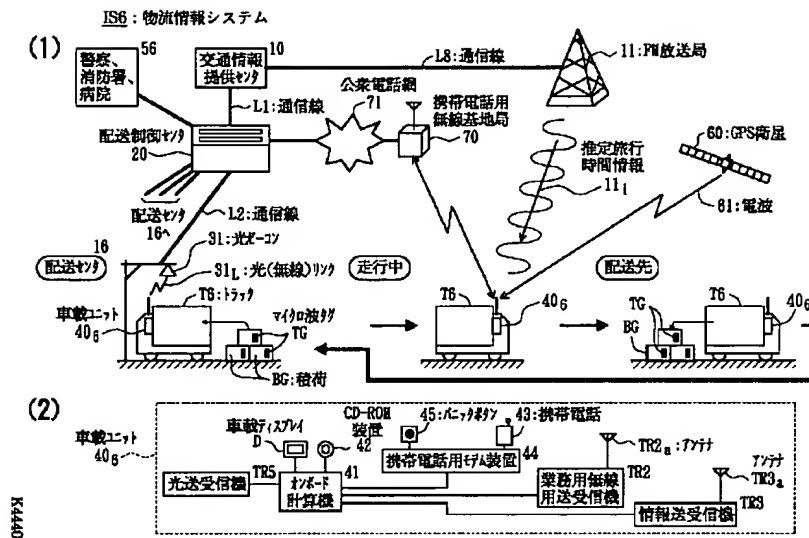 IS6:物流情報システム
(1)
56
警察、
消防署、
病院
10
交通情報
提供センタ
L8:通信線
11:FM放送局
L1:通信線
公衆電話網
71
携帯電話用
無線基地局
70
配送制御センタ
20
推定旅行
時間情報
11i
60:GPS衛星
61:電波
配送センタ
16へ
L2:通信線
16
配送センタ
31:光ビーコン
31L:光(無線)リンク
走行中
配送先
車載ユニット
406
T6:トラック
マイクロ波タグ
TG
BG:積荷
T6
406
TG
BG
T6
406
(2)
車載ユニット
406
車載ディスプレイ
D
CD-ROM
装置
42
45:パニックボタン
43:携帯電話
携帯電話用モデム装置
44
TR2a:アンテナ
アンテナ
TR3a
光送受信機
TR5
オンボード
計算機
41
業務用無線
用送受信機
TR2
情報送受信機
TR3
K4440